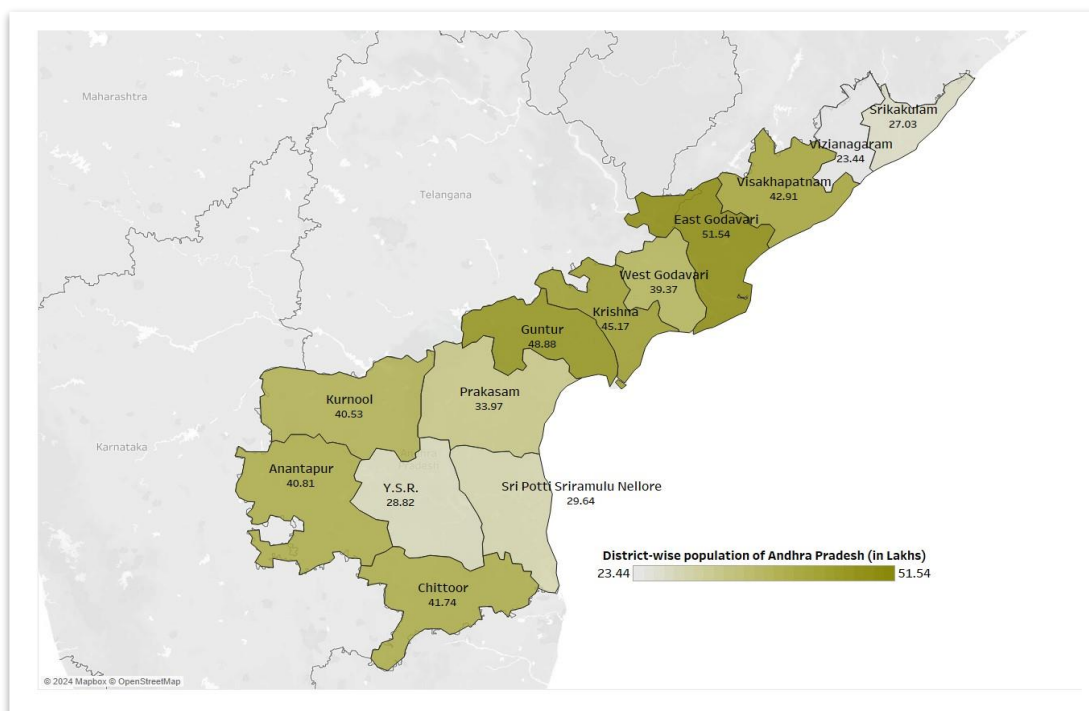 Maharashtra
Srikakulam
27.03
Vizianagaram
23.44
Visakhapatnam
42.91
Telangana
East Godavari
51.54
West Godavari
39.37
Krishna
45.17
Guntur
48.88
Prakasam
33.97
Kurnool
40.53
Karnataka
Andhra
Pradesh
Anantapur
40.81
Y.S.R.
28.82
Sri Potti Sriramulu Nellore
29.64
District-wise population of Andhra Pradesh (in Lakhs)
23.44 51.54
Chittoor
41.74
© 2024 Mapbox © OpenStreetMap